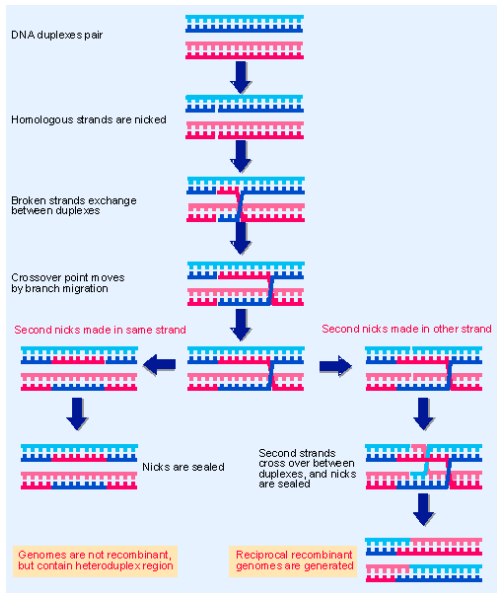 DNA duplexes pair
Homologous strands are nicked
Broken strands exchange
between duplexes
Crossover point moves
by branch migration
Second nicks made in same strand
Second nicks made in other strand
Nicks are sealed
Second strands
cross over between
duplexes, and nicks
are sealed
Genomes are not recombinant,
but contain heteroduplex region
Reciprocal recombinant
genomes are generated